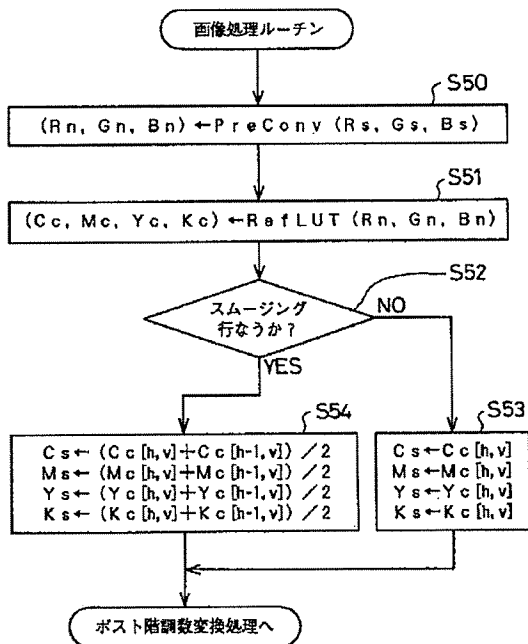 画像処理ルーチン
S50
(Rn, Gn, Bn) ←PreConv (Rs, Gs, Bs)
S51
(Cc, Mc, Yc, Kc) ←RefLUT (Rn, Gn, Bn)
S52
スムージング
行なうか?
NO
YES
S54
Cs← (Cc [h,v] +Cc [h-1,v]) /2
Ms← (Mc [h,v] +Mc [h-1,v]) /2
Ys← (Yc [h,v] +Yc [h-1,v]) /2
Ks← (Kc [h,v] +Kc [h-1,v]) /2
S53
Cs←Cc [h,v]
Ms←Mc [h,v]
Ys←Yc [h,v]
Ks←Kc [h,v]
ポスト階調数変換処理へ